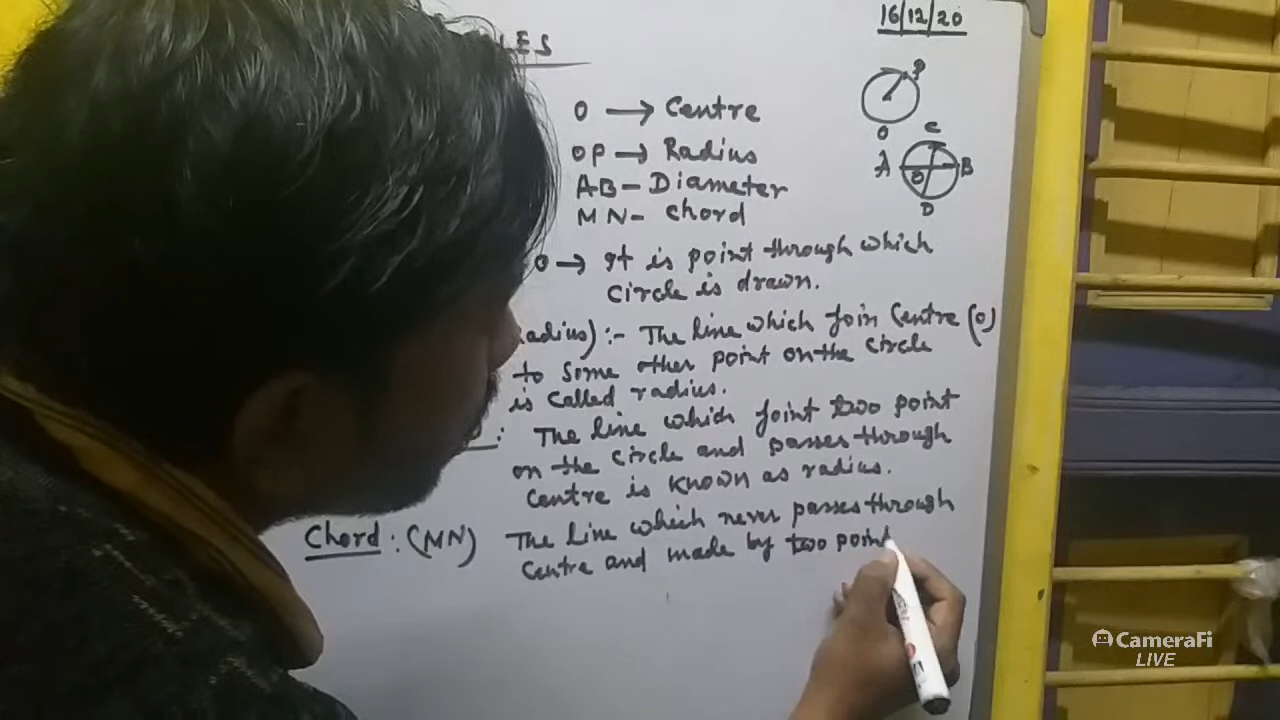 16/12/20
LES
O → Centre
OP → Radius
AB - Diameter
MN - chord
P
O
C
A
B
O
D
O → It is point through which
circle is drawn.
adius) :- The line which join Centre (O)
to some other point on the circle
is called radius.
: The line which joint two point
on the circle and passes through
centre is known as radius.
Chord : (MN) The line which never passes through
centre and made by two point
CameraFi
LIVE